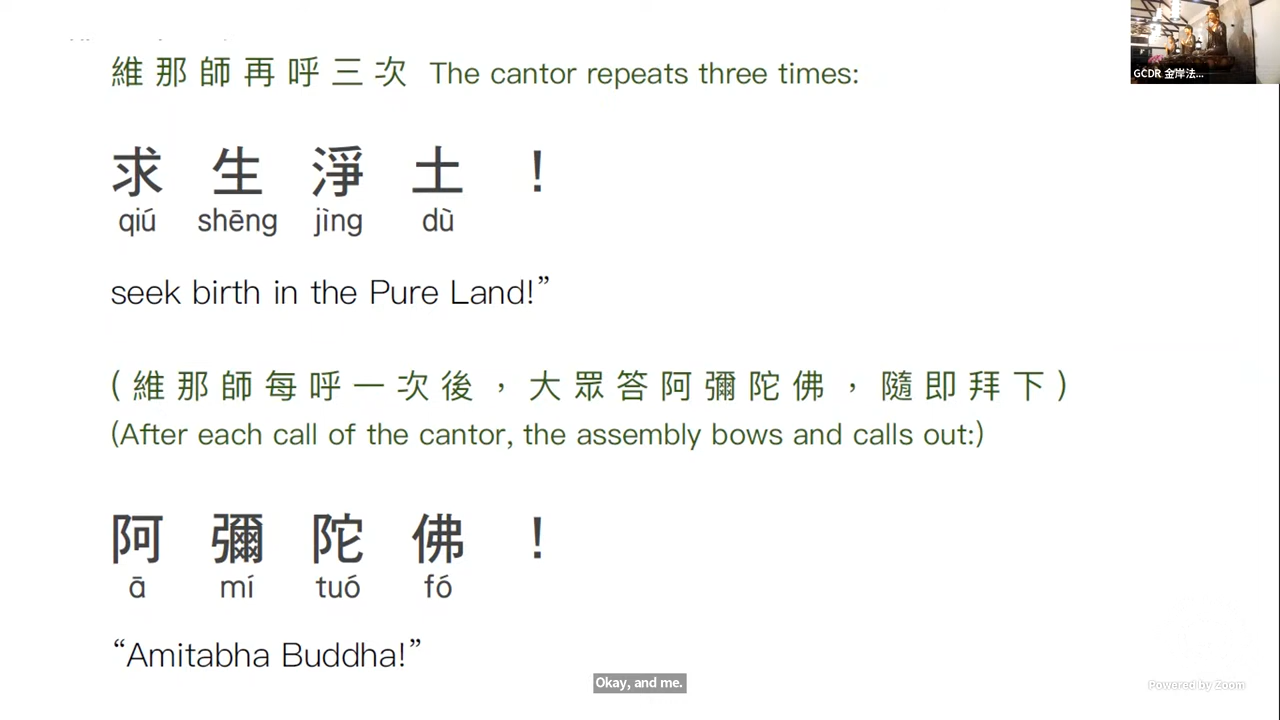 維那師再呼三次 The cantor repeats three times:
GCDR 金岸法...
求生淨土！
qiú shēng jìng dù
seek birth in the Pure Land!”
(維那師每呼一次後，大眾答阿彌陀佛，隨即拜下)
(After each call of the cantor, the assembly bows and calls out:)
阿彌陀佛！
ā mí tuó fó
“Amitabha Buddha!”
Okay, and me.
Powered by Zoom